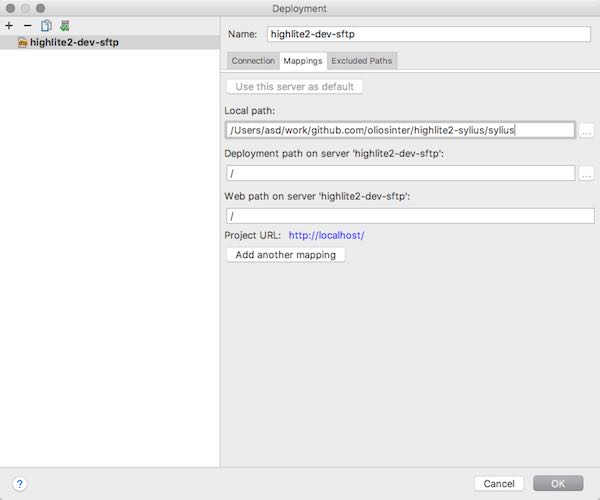 Deployment
highlite2-dev-sftp
Name: highlite2-dev-sftp
Connection Mappings Excluded Paths
Use this server as default
Local path:
/Users/asd/work/github.com/oliosinter/highlite2-sylius/sylius ...
Deployment path on server 'highlite2-dev-sftp':
/ ...
Web path on server 'highlite2-dev-sftp':
/
Project URL: http://localhost/
Add another mapping
? Cancel OK